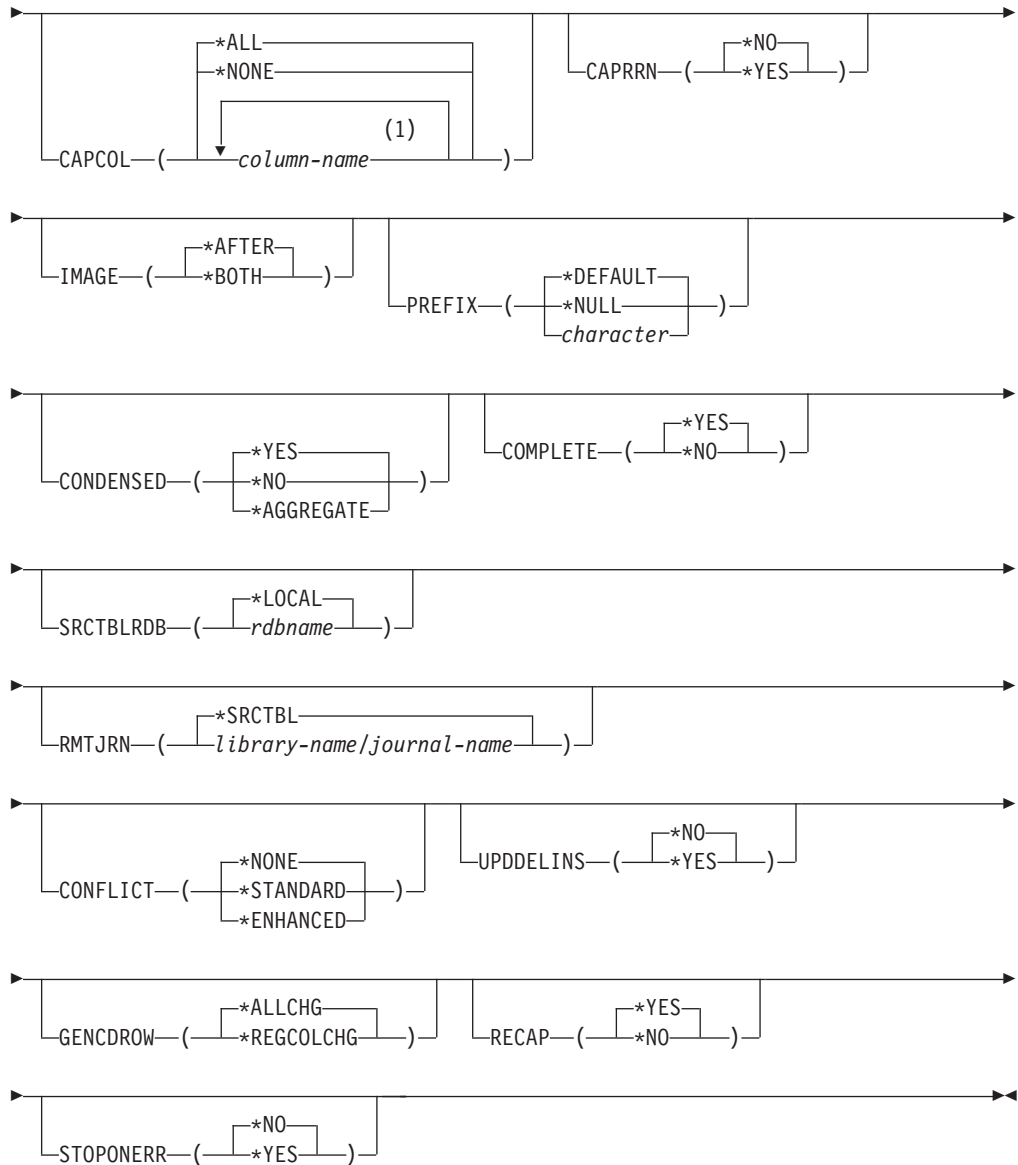 *ALL *NO
*NONE CAPRRN ( *YES )
(1)
CAPCOL ( column-name )
*AFTER *DEFAULT
IMAGE ( *BOTH ) PREFIX ( *NULL )
character
*YES *YES
CONDENSED ( *NO ) COMPLETE ( *NO )
*AGGREGATE
*LOCAL
SRCTBLRDB ( rdbname )
*SRCTBL
RMTJRN ( library-name/journal-name )
*NONE *NO
CONFLICT ( *STANDARD ) UPDDELINS ( *YES )
*ENHANCED
*ALLCHG *YES
GENCDROW ( *REGCOLCHG ) RECAP ( *NO )
*NO
STOPONERR ( *YES )